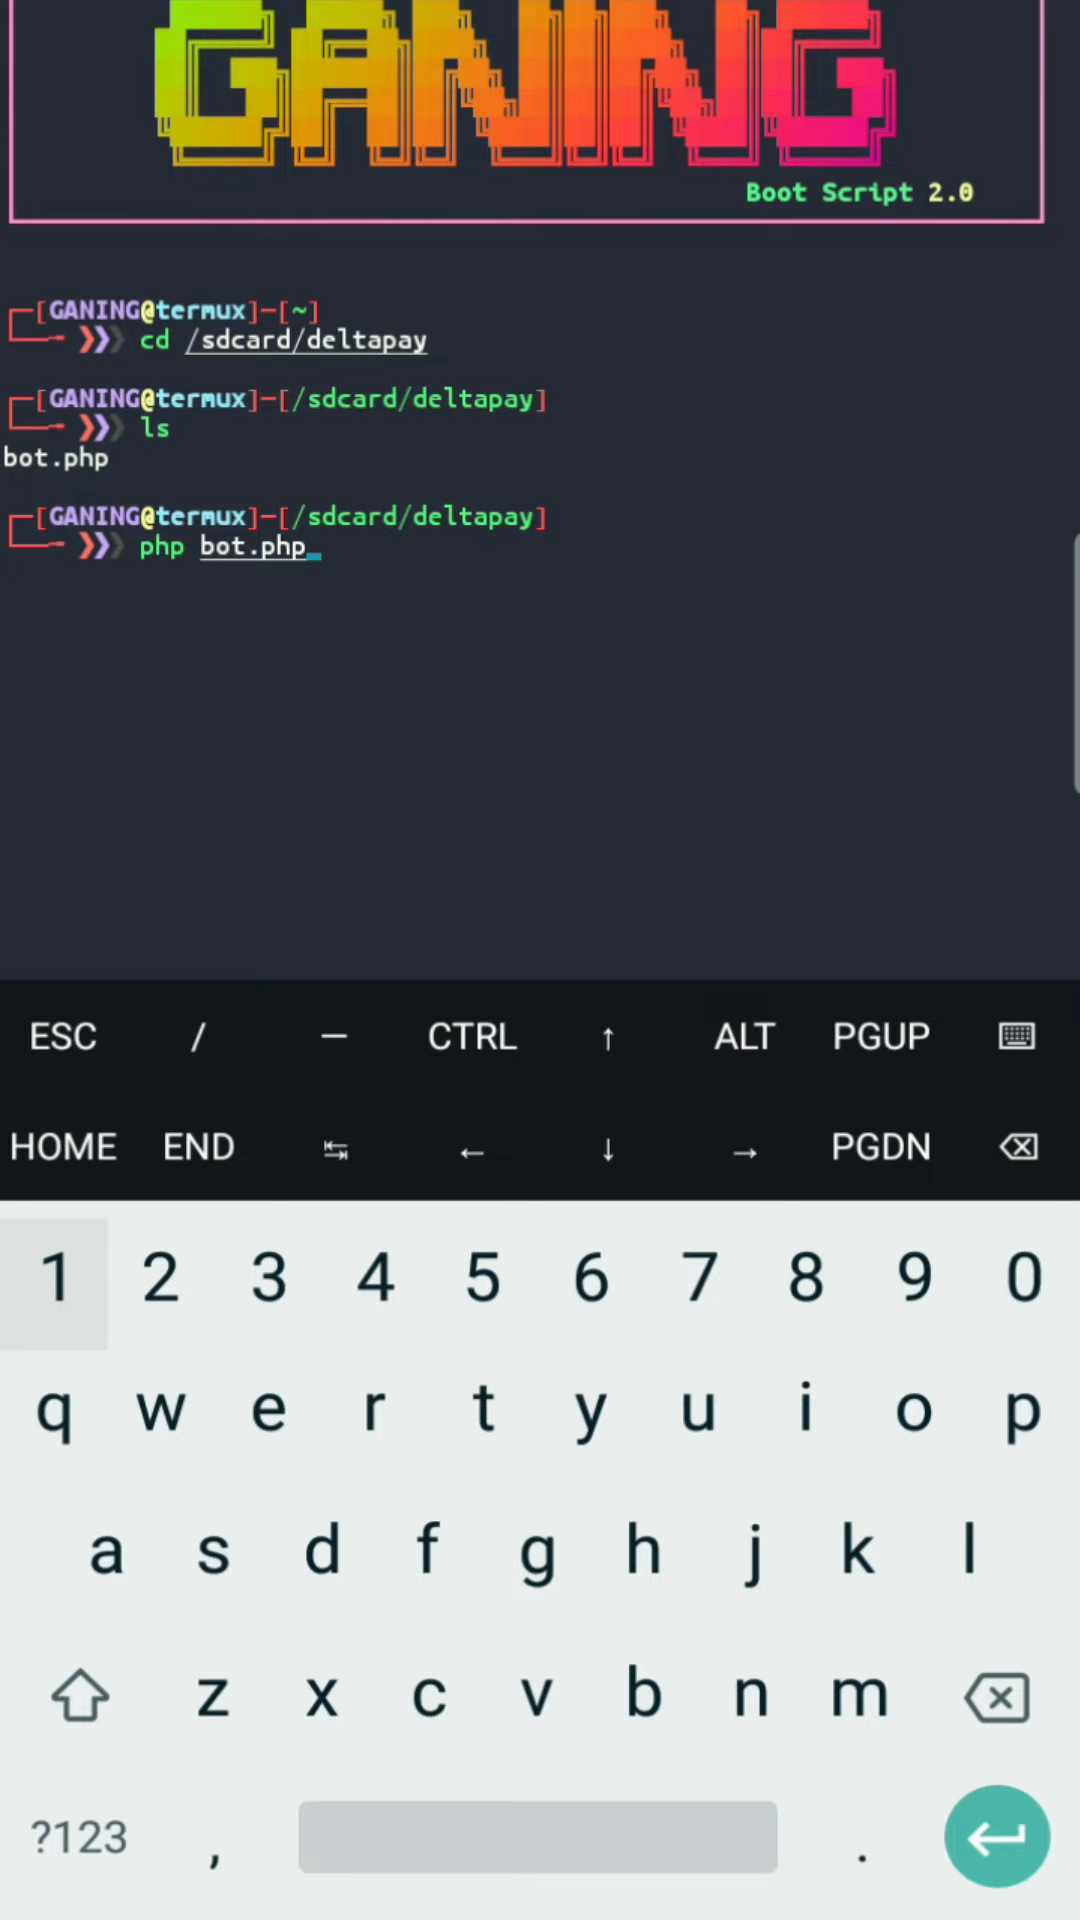 GANING
Boot Script 2.0
[GANING@termux]-[~]
❯❯❯ cd /sdcard/deltapay
[GANING@termux]-[/sdcard/deltapay]
❯❯❯ ls
bot.php
[GANING@termux]-[/sdcard/deltapay]
❯❯❯ php bot.php
ESC / — CTRL ↑ ALT PGUP
HOME END ↹ ← ↓ → PGDN
1 2 3 4 5 6 7 8 9 0
q w e r t y u i o p
a s d f g h j k l
z x c v b n m
?123 , .